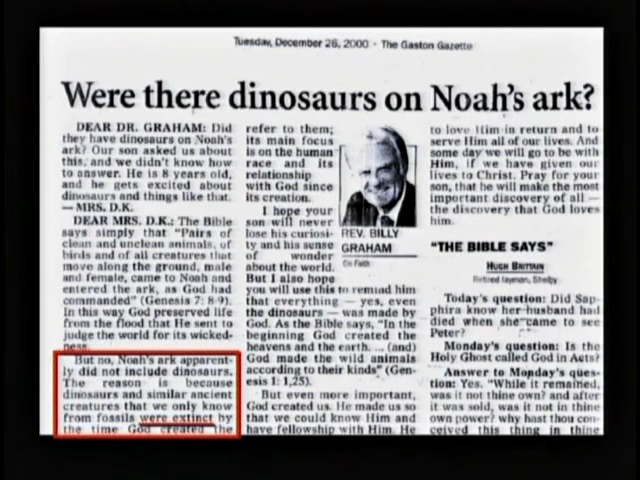 Tuesday, December 26, 2000 · The Gaston Gazette
Were there dinosaurs on Noah's ark?
DEAR DR. GRAHAM: Did
they have dinosaurs on Noah's
ark? Our son asked us about
this, and we didn't know how
to answer. He is 8 years old,
and he gets excited about
dinosaurs and things like that.
— MRS. D.K.
DEAR MRS. D.K.: The Bible
says simply that "Pairs of
clean and unclean animals, of
birds and of all creatures that
move along the ground, male
and female, came to Noah and
entered the ark, as God had
commanded" (Genesis 7: 8-9).
In this way God preserved life
from the flood that He sent to
judge the world for its wicked-
ness.
But no, Noah's ark apparent-
ly did not include dinosaurs.
The reason is because
dinosaurs and similar ancient
creatures that we only know
from fossils were extinct by
the time God created the
refer to them;
its main focus
is on the human
race and its
relationship
with God since
its creation.
I hope your
son will never
lose his curiosi-
ty and his sense
of wonder
about the world.
But I also hope
you will use this to remind him
that everything — yes, even
the dinosaurs — was made by
God. As the Bible says, "In the
beginning God created the
heavens and the earth. ... (and)
God made the wild animals
according to their kinds" (Gen-
esis 1: 1,25).
But even more important,
God created us. He made us so
that we could know Him and
have fellowship with Him. He
REV. BILLY
GRAHAM
On Faith
to love Him in return and to
serve Him all of our lives. And
some day we will go to be with
Him, if we have given our
lives to Christ. Pray for your
son, that he will make the most
important discovery of all —
the discovery that God loves
him.
"THE BIBLE SAYS"
HUGH BRITTAIN
Retired layman, Shelby
Today's question: Did Sap-
phira know her husband had
died when she came to see
Peter?
Monday's question: Is the
Holy Ghost called God in Acts?
Answer to Monday's ques-
tion: Yes. "While it remained,
was it not thine own? and after
it was sold, was it not in thine
own power? why hast thou con-
ceived this thing in thine